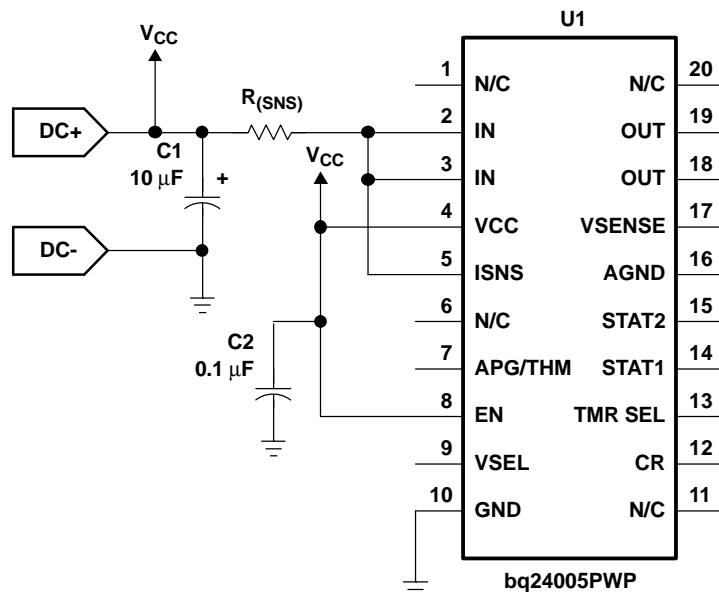 U1
VCC
DC+
R(SNS)
C1
10 μF
+
DC-
VCC
C2
0.1 μF
1 N/C N/C 20
2 IN OUT 19
3 IN OUT 18
4 VCC VSENSE 17
5 ISNS AGND 16
6 N/C STAT2 15
7 APG/THM STAT1 14
8 EN TMR SEL 13
9 VSEL CR 12
10 GND N/C 11
bq24005PWP